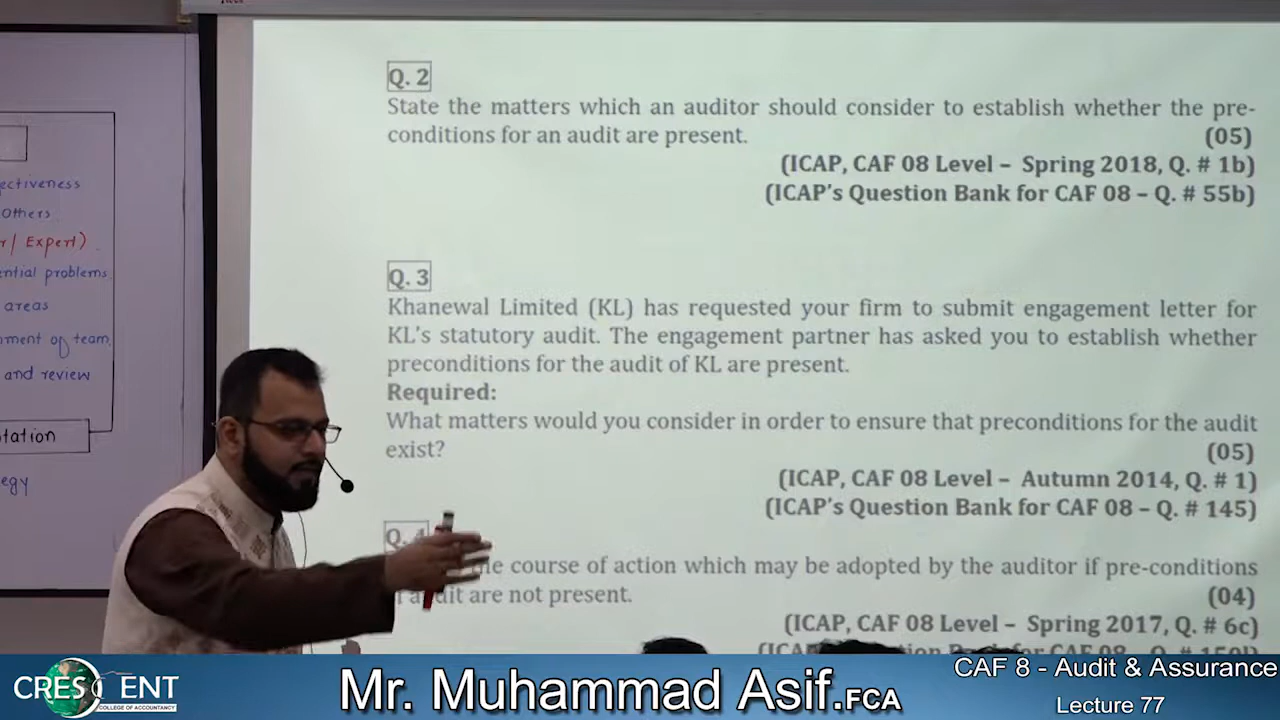 ectiveness
Others
r/ Expert)
ential problems
areas
ment of team,
and review
tation
egy
Q. 2
State the matters which an auditor should consider to establish whether the pre-
conditions for an audit are present. (05)
(ICAP, CAF 08 Level – Spring 2018, Q. # 1b)
(ICAP's Question Bank for CAF 08 – Q. # 55b)
Q. 3
Khanewal Limited (KL) has requested your firm to submit engagement letter for
KL's statutory audit. The engagement partner has asked you to establish whether
preconditions for the audit of KL are present.
Required:
What matters would you consider in order to ensure that preconditions for the audit
exist? (05)
(ICAP, CAF 08 Level – Autumn 2014, Q. # 1)
(ICAP's Question Bank for CAF 08 – Q. # 145)
Q. 4
course of action which may be adopted by the auditor if pre-conditions
audit are not present. (04)
(ICAP, CAF 08 Level – Spring 2017, Q. # 6c)
CRESCENT
COLLEGE OF ACCOUNTANCY
Mr. Muhammad Asif.FCA
CAF 8 - Audit & Assurance
Lecture 77